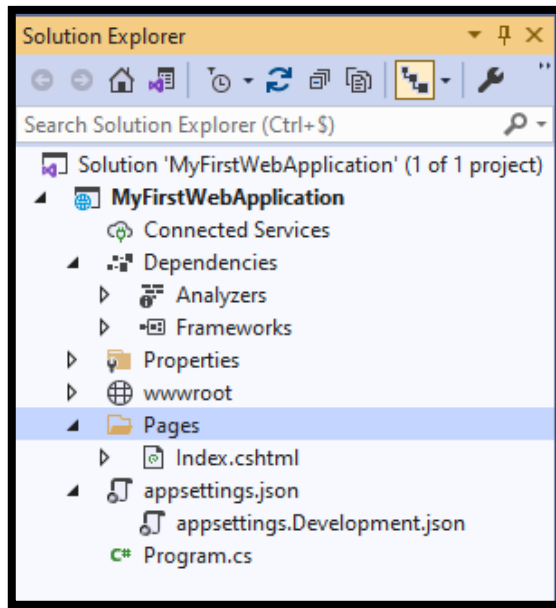 Solution Explorer
Search Solution Explorer (Ctrl+$)
Solution 'MyFirstWebApplication' (1 of 1 project)
MyFirstWebApplication
Connected Services
Dependencies
Analyzers
Frameworks
Properties
wwwroot
Pages
Index.cshtml
appsettings.json
appsettings.Development.json
C# Program.cs